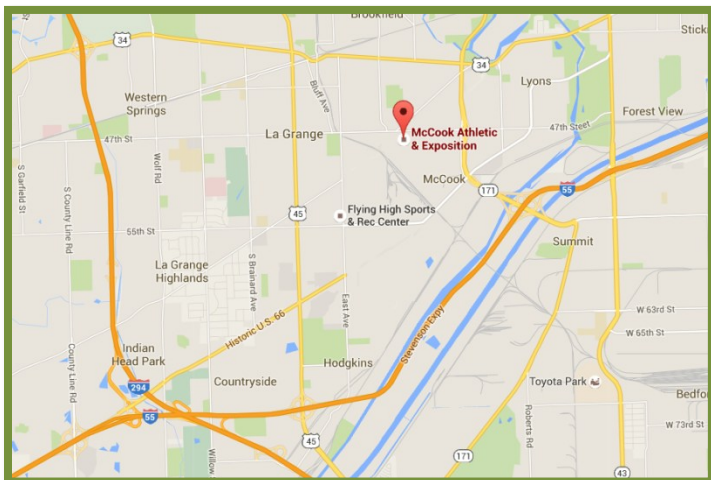 Brookfield
Stick
34
34
Lyons
Western
Springs
Bluff Ave
Forest View
La Grange
McCook Athletic
& Exposition
47th St
47th Street
Wolf Rd
S Garfield St
S County Line Rd
McCook
171
55
45
Flying High Sports
& Rec Center
55th St
Summit
La Grange
Highlands
S Brainard Ave
East Ave
Historic U.S. 66
Stevenson Expy
W 63rd St
W 65th St
Indian
Head Park
Hodgkins
County Line Rd
294
Countryside
Toyota Park
Bedfor
55
Roberts Rd
W 73rd St
45
Willow
171
43